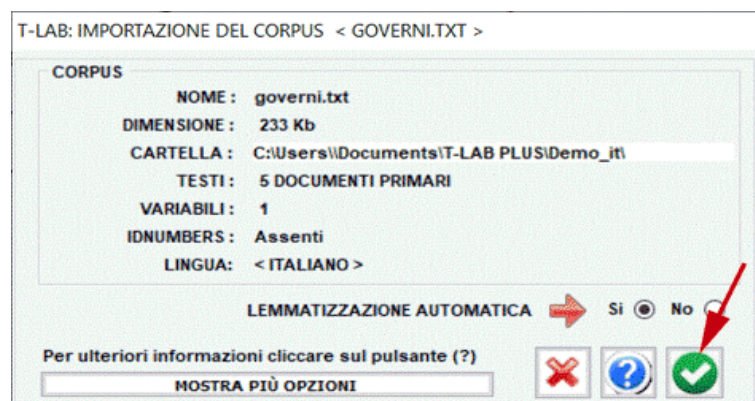 T-LAB: IMPORTAZIONE DEL CORPUS < GOVERNI.TXT >
CORPUS
NOME : governi.txt
DIMENSIONE : 233 Kb
CARTELLA : C:\Users\\Documents\T-LAB PLUS\Demo_it\
TESTI : 5 DOCUMENTI PRIMARI
VARIABILI : 1
IDNUMBERS : Assenti
LINGUA: < ITALIANO >
LEMMATIZZAZIONE AUTOMATICA Si No
Per ulteriori informazioni cliccare sul pulsante (?)
MOSTRA PIÙ OPZIONI
?